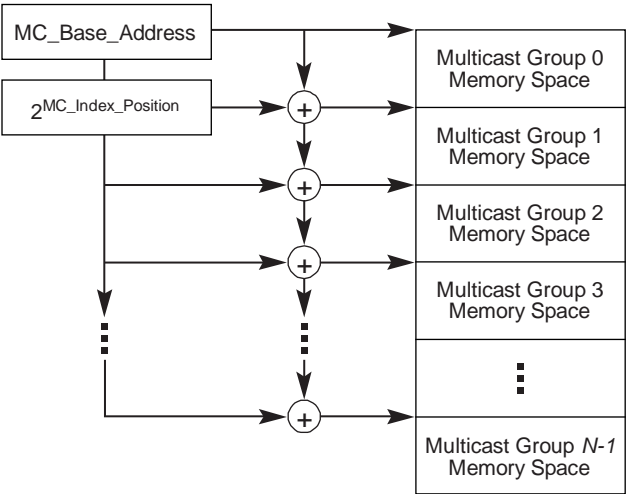 MC_Base_Address
2^MC_Index_Position
+
+
+
+
Multicast Group 0
Memory Space
Multicast Group 1
Memory Space
Multicast Group 2
Memory Space
Multicast Group 3
Memory Space
Multicast Group N-1
Memory Space